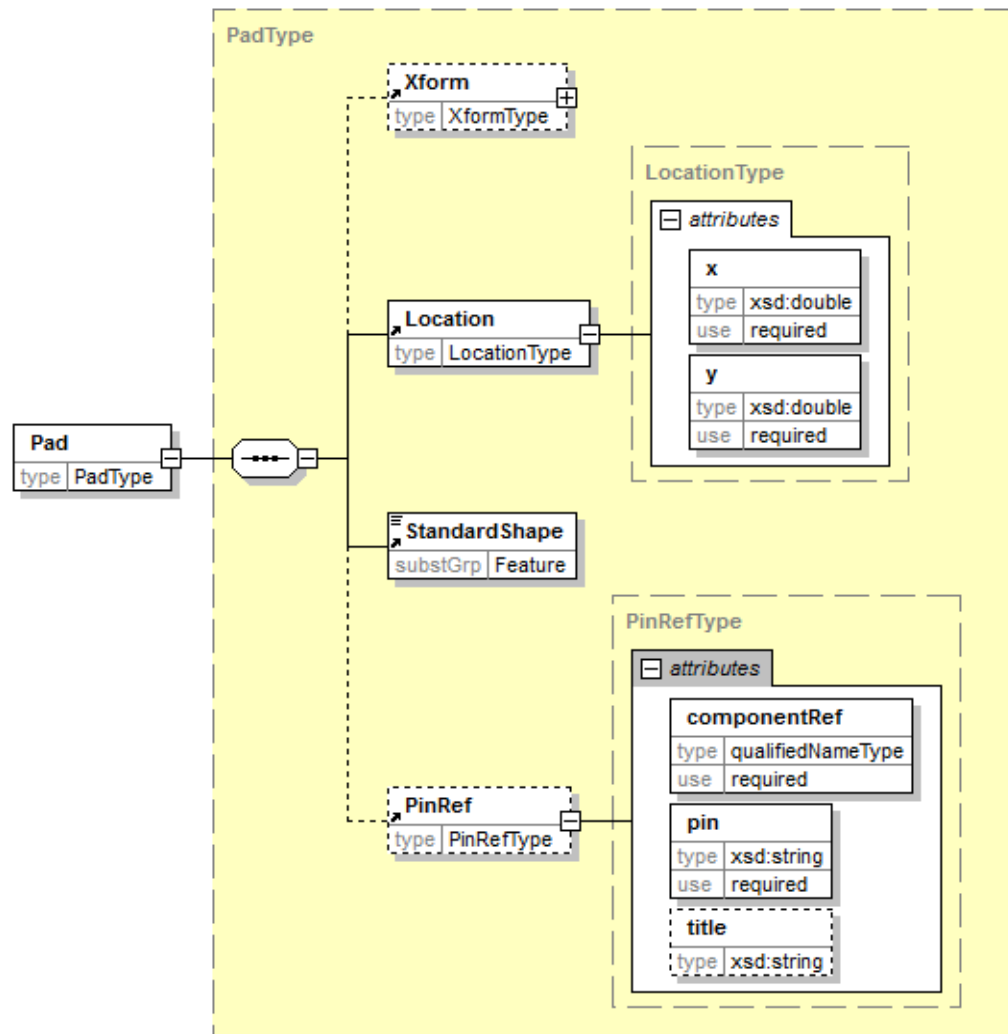 PadType
Xform
type XformType
LocationType
attributes
x
type xsd:double
use required
Location
type LocationType
y
type xsd:double
use required
Pad
type PadType
StandardShape
substGrp Feature
PinRefType
attributes
componentRef
type qualifiedNameType
use required
PinRef
type PinRefType
pin
type xsd:string
use required
title
type xsd:string